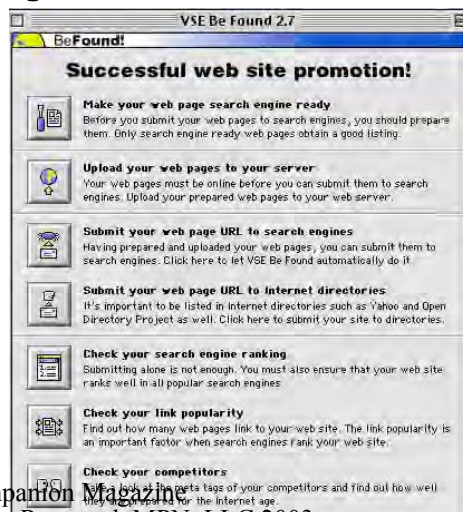 VSE Be Found 2.7
BeFound!
Successful web site promotion!
Make your web page search engine ready
Before you submit your web pages to search engines, you should prepare
them. Only search engine ready web pages obtain a good listing.
Upload your web pages to your server
Your web pages must be online before you can submit them to search
engines. Upload your prepared web pages to your web server.
Submit your web page URL to search engines
Having prepared and uploaded your web pages, you can submit them to
search engines. Click here to let VSE Be Found automatically do it
Submit your web page URL to Internet directories
It's important to be listed in Internet directories such as Yahoo and Open
Directory Project as well. Click here to submit your site to directories.
Check your search engine ranking
Submitting alone is not enough. You must also ensure that your web site
ranks well in all popular search engines
Check your link popularity
Find out how many web pages link to your web site. The link popularity is
an important factor when search engines rank your web site.
Check your competitors
a look at the meta tags of your competitors and find out how well
panion Magazine
they are prepared for the Internet age.
LLC 2003